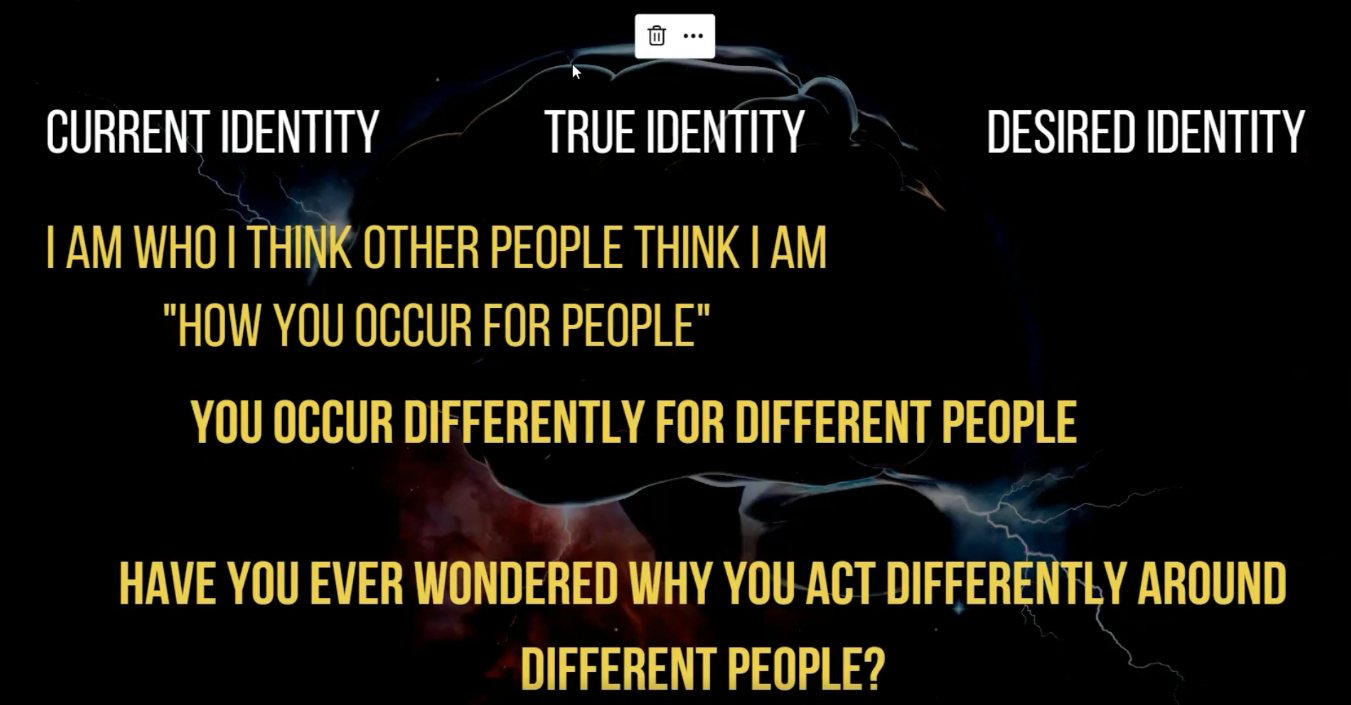 CURRENT IDENTITY TRUE IDENTITY DESIRED IDENTITY
I AM WHO I THINK OTHER PEOPLE THINK I AM
"HOW YOU OCCUR FOR PEOPLE"
YOU OCCUR DIFFERENTLY FOR DIFFERENT PEOPLE
HAVE YOU EVER WONDERED WHY YOU ACT DIFFERENTLY AROUND
DIFFERENT PEOPLE?